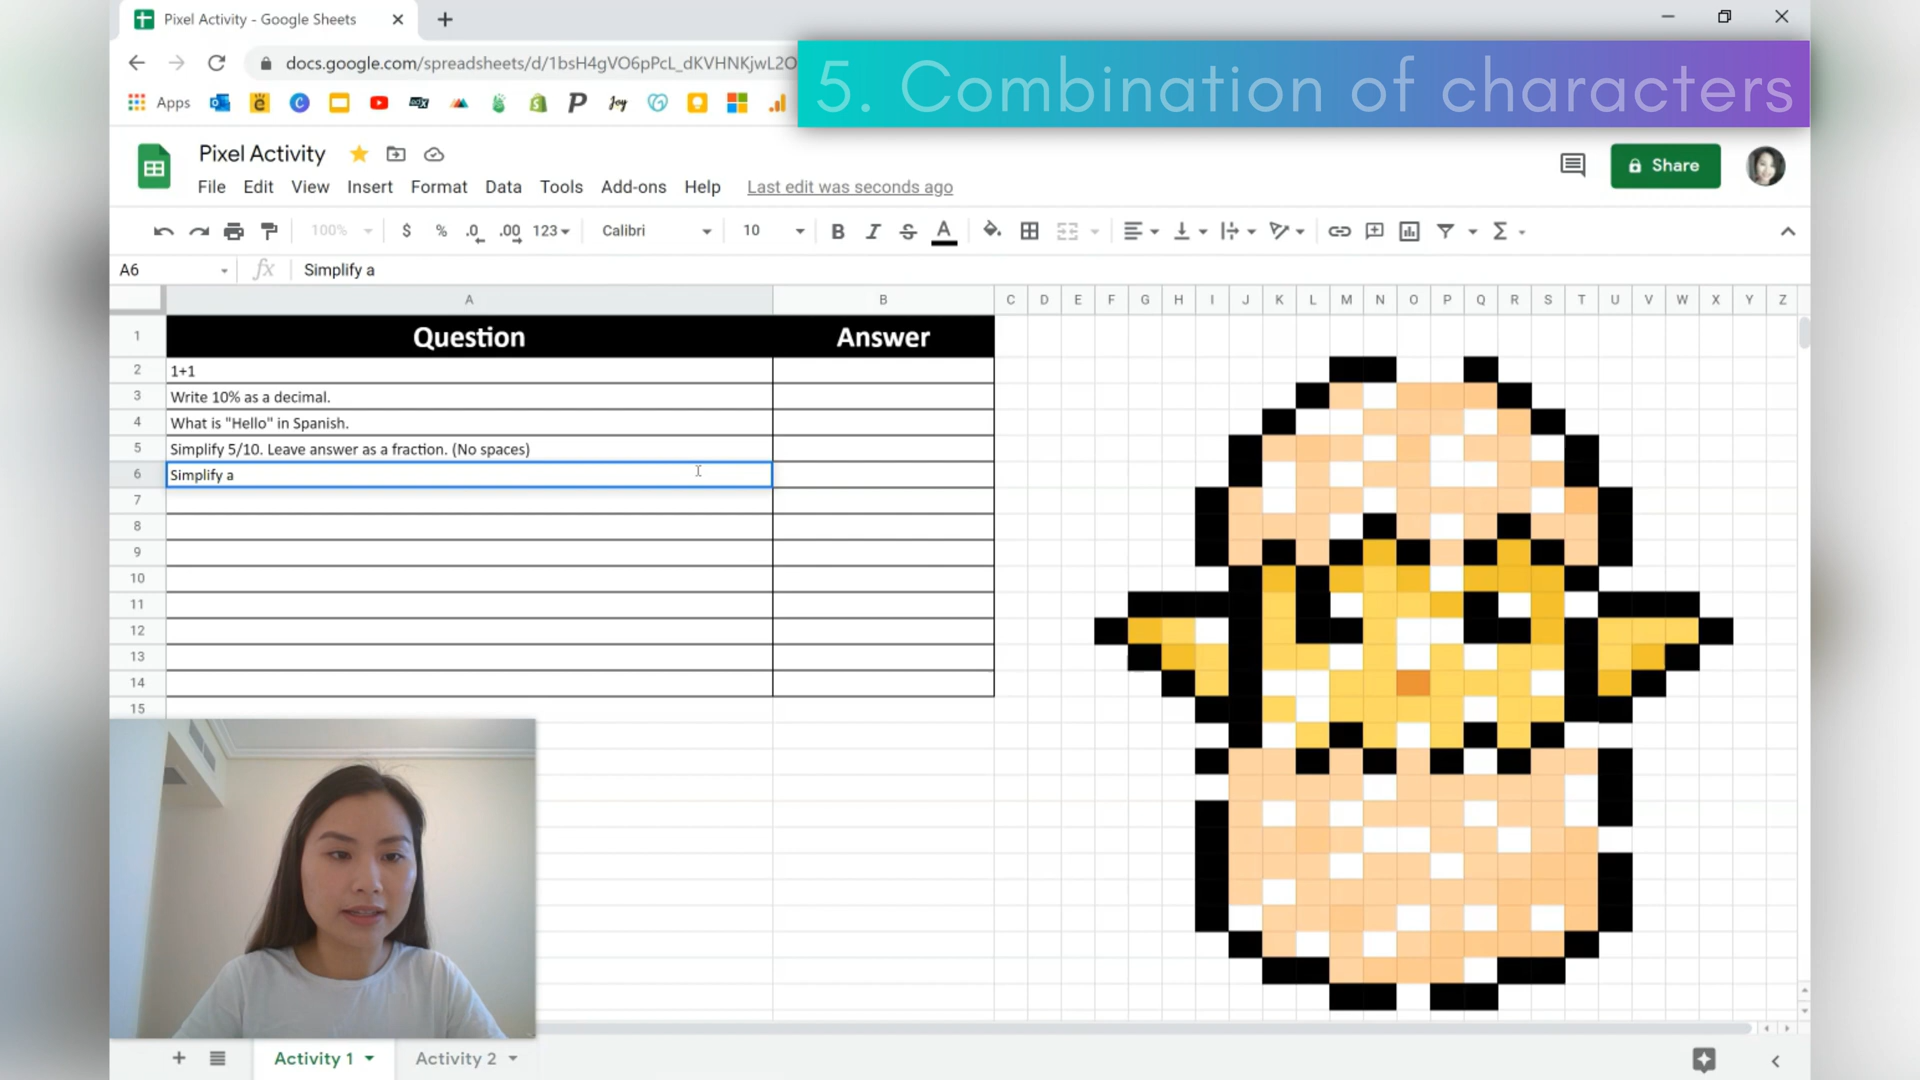 Pixel Activity - Google Sheets
docs.google.com/spreadsheets/d/1bsH4gVO6pPcL_dKVHNKjwL2O
5. Combination of characters
Apps
Joy
Pixel Activity
File Edit View Insert Format Data Tools Add-ons Help Last edit was seconds ago
Share
100% $ % .0 .00 123 Calibri 10 B I S A
A6 fx Simplify a
A B C D E F G H I J K L M N O P Q R S T U V W X Y Z
1 Question Answer
2 1+1
3 Write 10% as a decimal.
4 What is "Hello" in Spanish.
5 Simplify 5/10. Leave answer as a fraction. (No spaces)
6 Simplify a
7
8
9
10
11
12
13
14
15
Activity 1 Activity 2